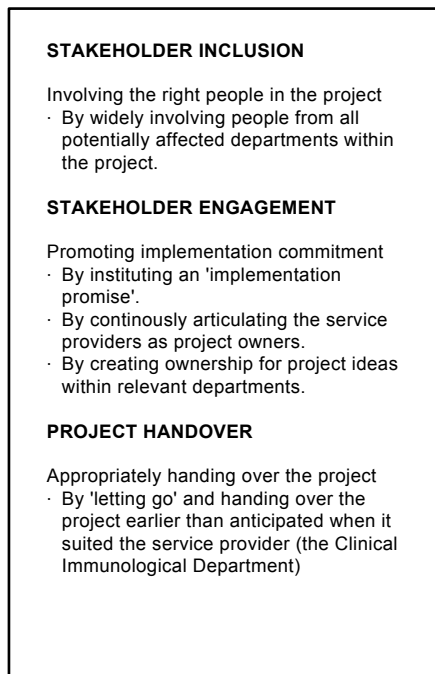 STAKEHOLDER INCLUSION
Involving the right people in the project
· By widely involving people from all
potentially affected departments within
the project.
STAKEHOLDER ENGAGEMENT
Promoting implementation commitment
· By instituting an 'implementation
promise'.
· By continously articulating the service
providers as project owners.
· By creating ownership for project ideas
within relevant departments.
PROJECT HANDOVER
Appropriately handing over the project
· By 'letting go' and handing over the
project earlier than anticipated when it
suited the service provider (the Clinical
Immunological Department)